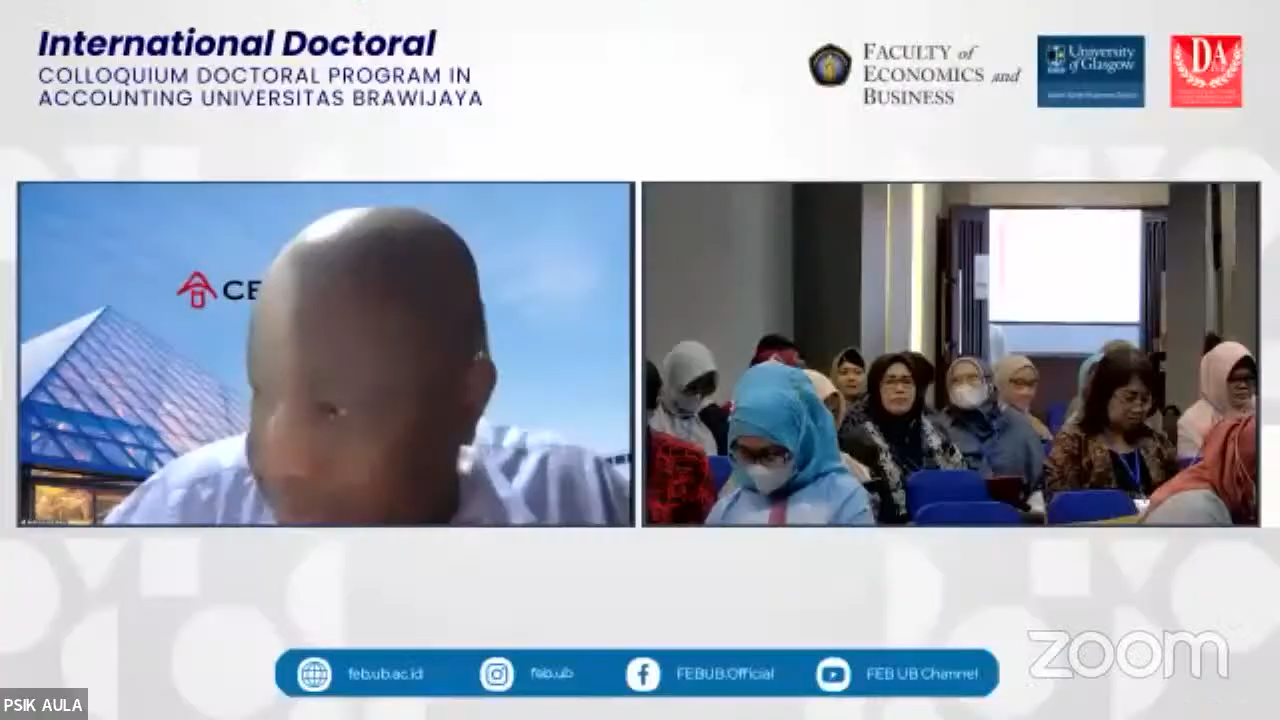 International Doctoral
COLLOQUIUM DOCTORAL PROGRAM IN
ACCOUNTING UNIVERSITAS BRAWIJAYA
FACULTY of
ECONOMICS and
BUSINESS
University
of Glasgow
DA
CE
feb.ub.ac.id
feb.ub
FEBUB.Official
FEB UB Channel
zoom
PSIK AULA